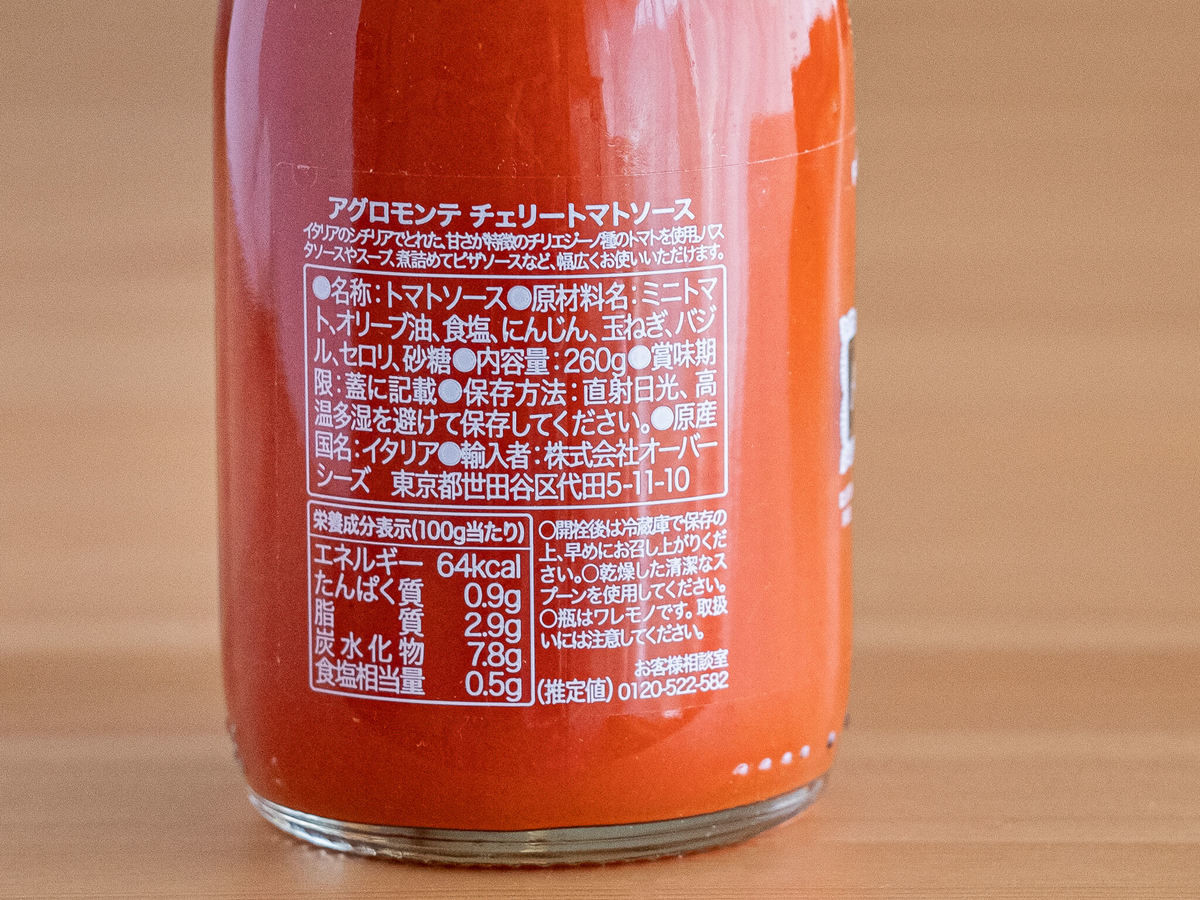 アグロモンテ チェリートマトソース
イタリアのシチリアでとれた、甘さが特徴のチリエジーノ種のトマトを使用。パス
タソースやスープ、煮詰めてピザソースなど、幅広くお使いいただけます。
●名称：トマトソース●原材料名：ミニトマ
ト、オリーブ油、食塩、にんじん、玉ねぎ、バジ
ル、セロリ、砂糖●内容量：260g●賞味期
限：蓋に記載●保存方法：直射日光、高
温多湿を避けて保存してください。●原産
国名：イタリア●輸入者：株式会社オーバー
シーズ 東京都世田谷区代田5-11-10
栄養成分表示(100g当たり)
エネルギー 64kcal
たんぱく質 0.9g
脂質 2.9g
炭水化物 7.8g
食塩相当量 0.5g
(推定値)
○開栓後は冷蔵庫で保存の
上、早めにお召し上がりくだ
さい。○乾燥した清潔なス
プーンを使用してください。
○瓶はワレモノです。取扱
いには注意してください。
お客様相談室
0120-522-582